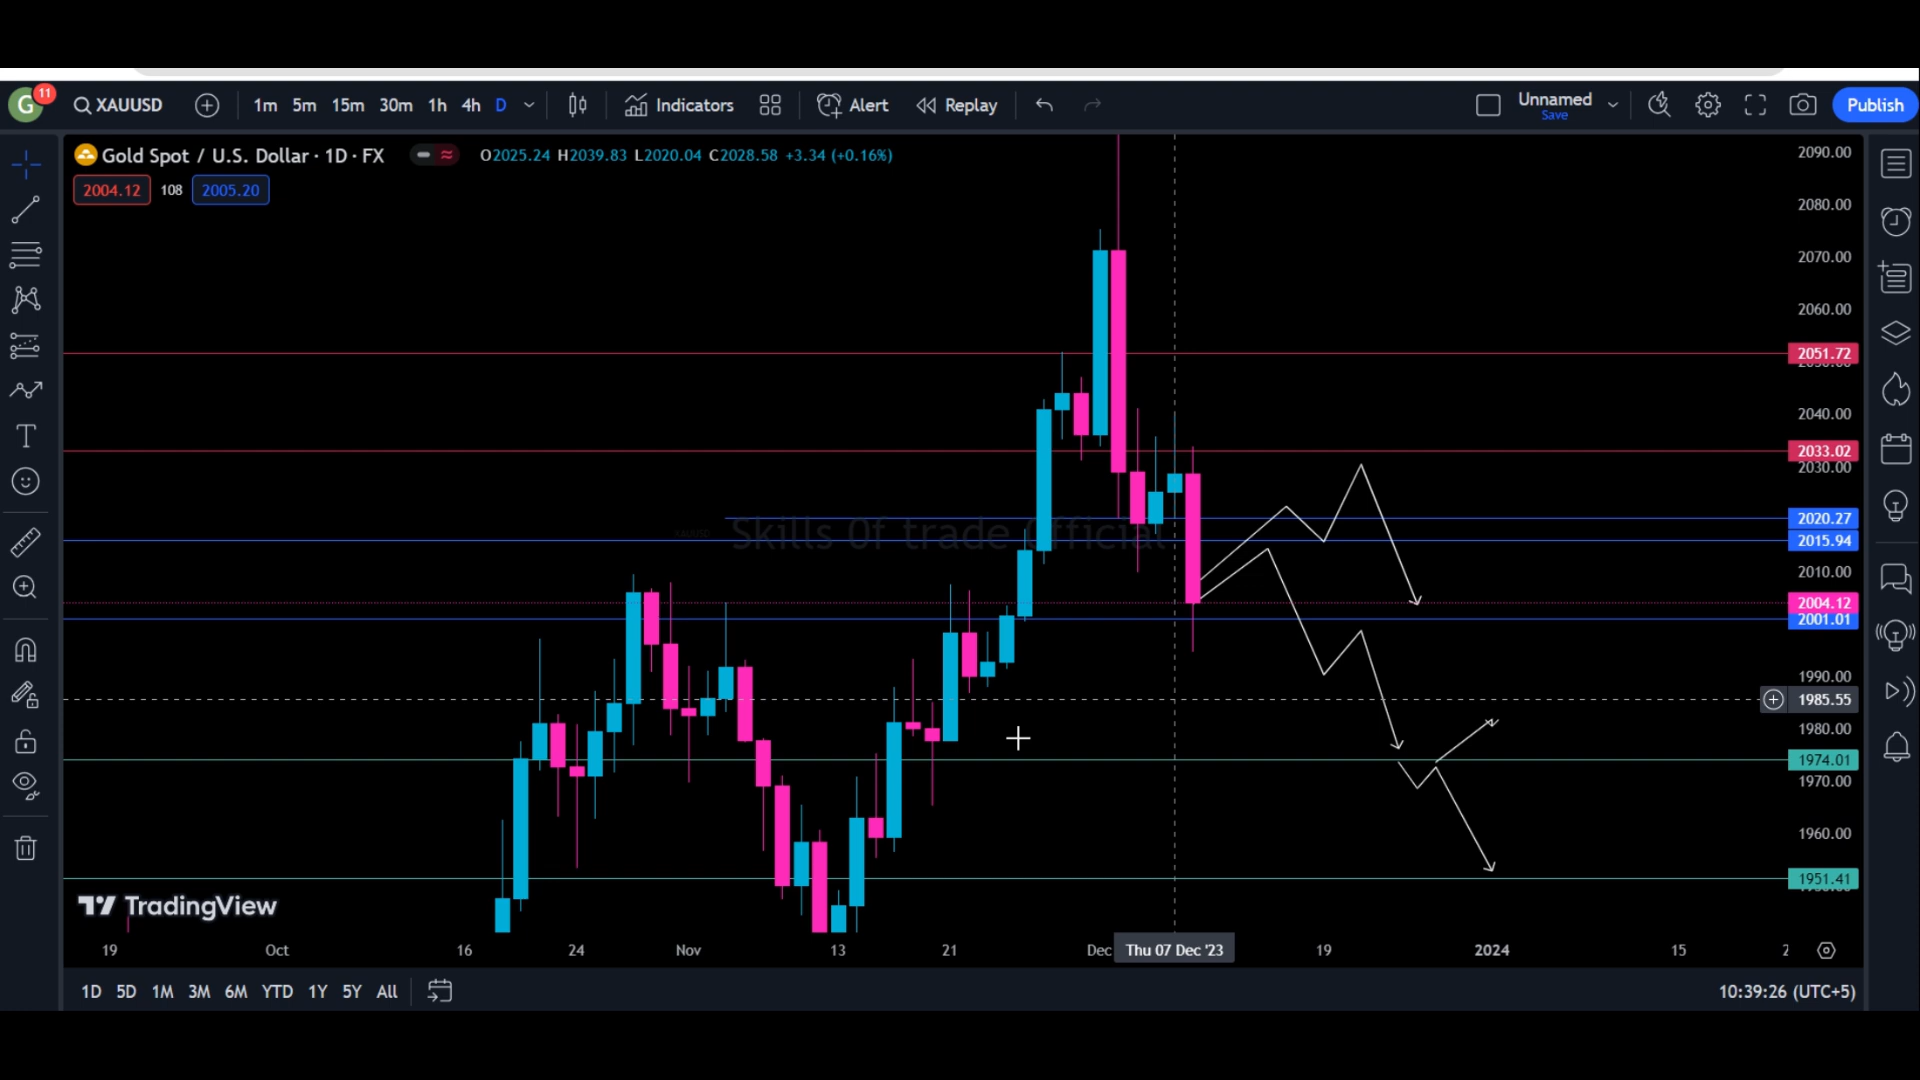 G 11 XAUUSD 1m 5m 15m 30m 1h 4h D Indicators Alert Replay Unnamed Publish
Save
Gold Spot / U.S. Dollar · 1D · FX O2025.24 H2039.83 L2020.04 C2028.58 +3.34 (+0.16%)
2004.12 108 2005.20
2090.00
2080.00
2070.00
2060.00
2051.72
2040.00
2033.02
2030.00
2020.27
Skills Of trade Official
2015.94
2010.00
2004.12
2001.01
1990.00
1985.55
1980.00
1974.01
1970.00
1960.00
1951.41
TradingView
19 Oct 16 24 Nov 13 21 Dec Thu 07 Dec '23 19 2024 15
1D 5D 1M 3M 6M YTD 1Y 5Y All 10:39:26 (UTC+5)